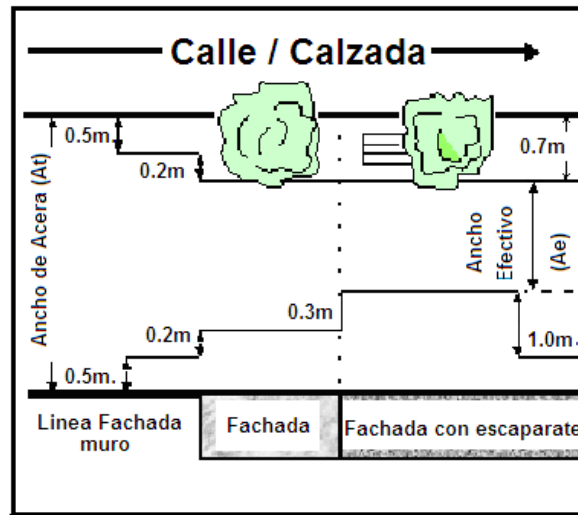 Calle / Calzada
0.5m.
0.2m
0.7m
Ancho de Acera (At)
Ancho
Efectivo
(Ae)
0.3m
0.2m
1.0m.
0.5m.
Linea Fachada
muro
Fachada
Fachada con escaparate